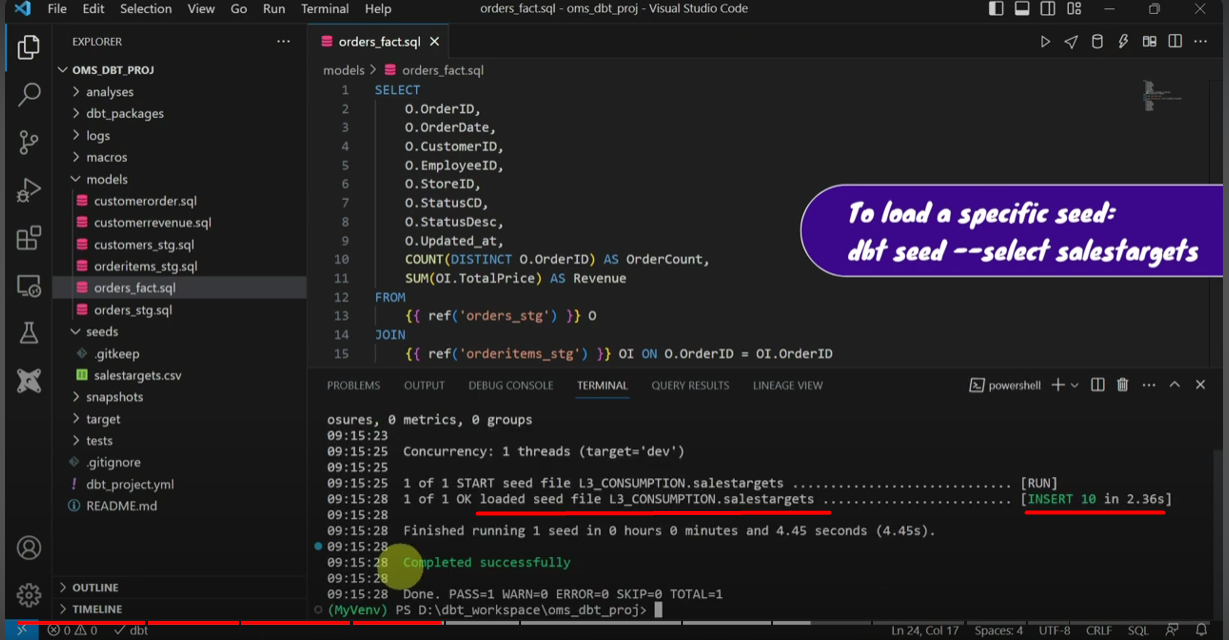 File Edit Selection View Go Run Terminal Help
orders_fact.sql - oms_dbt_proj - Visual Studio Code
EXPLORER
OMS_DBT_PROJ
analyses
dbt_packages
logs
macros
models
customerorder.sql
customerrevenue.sql
customers_stg.sql
orderitems_stg.sql
orders_fact.sql
orders_stg.sql
seeds
.gitkeep
salestargets.csv
snapshots
target
tests
.gitignore
dbt_project.yml
README.md
OUTLINE
TIMELINE
orders_fact.sql
models > orders_fact.sql
1 SELECT
2 O.OrderID,
3 O.OrderDate,
4 O.CustomerID,
5 O.EmployeeID,
6 O.StoreID,
7 O.StatusCD,
8 O.StatusDesc,
9 O.Updated_at,
10 COUNT(DISTINCT O.OrderID) AS OrderCount,
11 SUM(OI.TotalPrice) AS Revenue
12 FROM
13 {{ ref('orders_stg') }} O
14 JOIN
15 {{ ref('orderitems_stg') }} OI ON O.OrderID = OI.OrderID
To load a specific seed:
dbt seed --select salestargets
PROBLEMS OUTPUT DEBUG CONSOLE TERMINAL QUERY RESULTS LINEAGE VIEW
powershell
osures, 0 metrics, 0 groups
09:15:23
09:15:25 Concurrency: 1 threads (target='dev')
09:15:25
09:15:25 1 of 1 START seed file L3_CONSUMPTION.salestargets ............................ [RUN]
09:15:28 1 of 1 OK loaded seed file L3_CONSUMPTION.salestargets ........................ [INSERT 10 in 2.36s]
09:15:28
09:15:28 Finished running 1 seed in 0 hours 0 minutes and 4.45 seconds (4.45s).
09:15:28
09:15:28 Completed successfully
09:15:28
09:15:28 Done. PASS=1 WARN=0 ERROR=0 SKIP=0 TOTAL=1
(MyVenv) PS D:\dbt_workspace\oms_dbt_proj>
0 0 dbt
Ln 24, Col 17 Spaces: 4 UTF-8 CRLF SQL